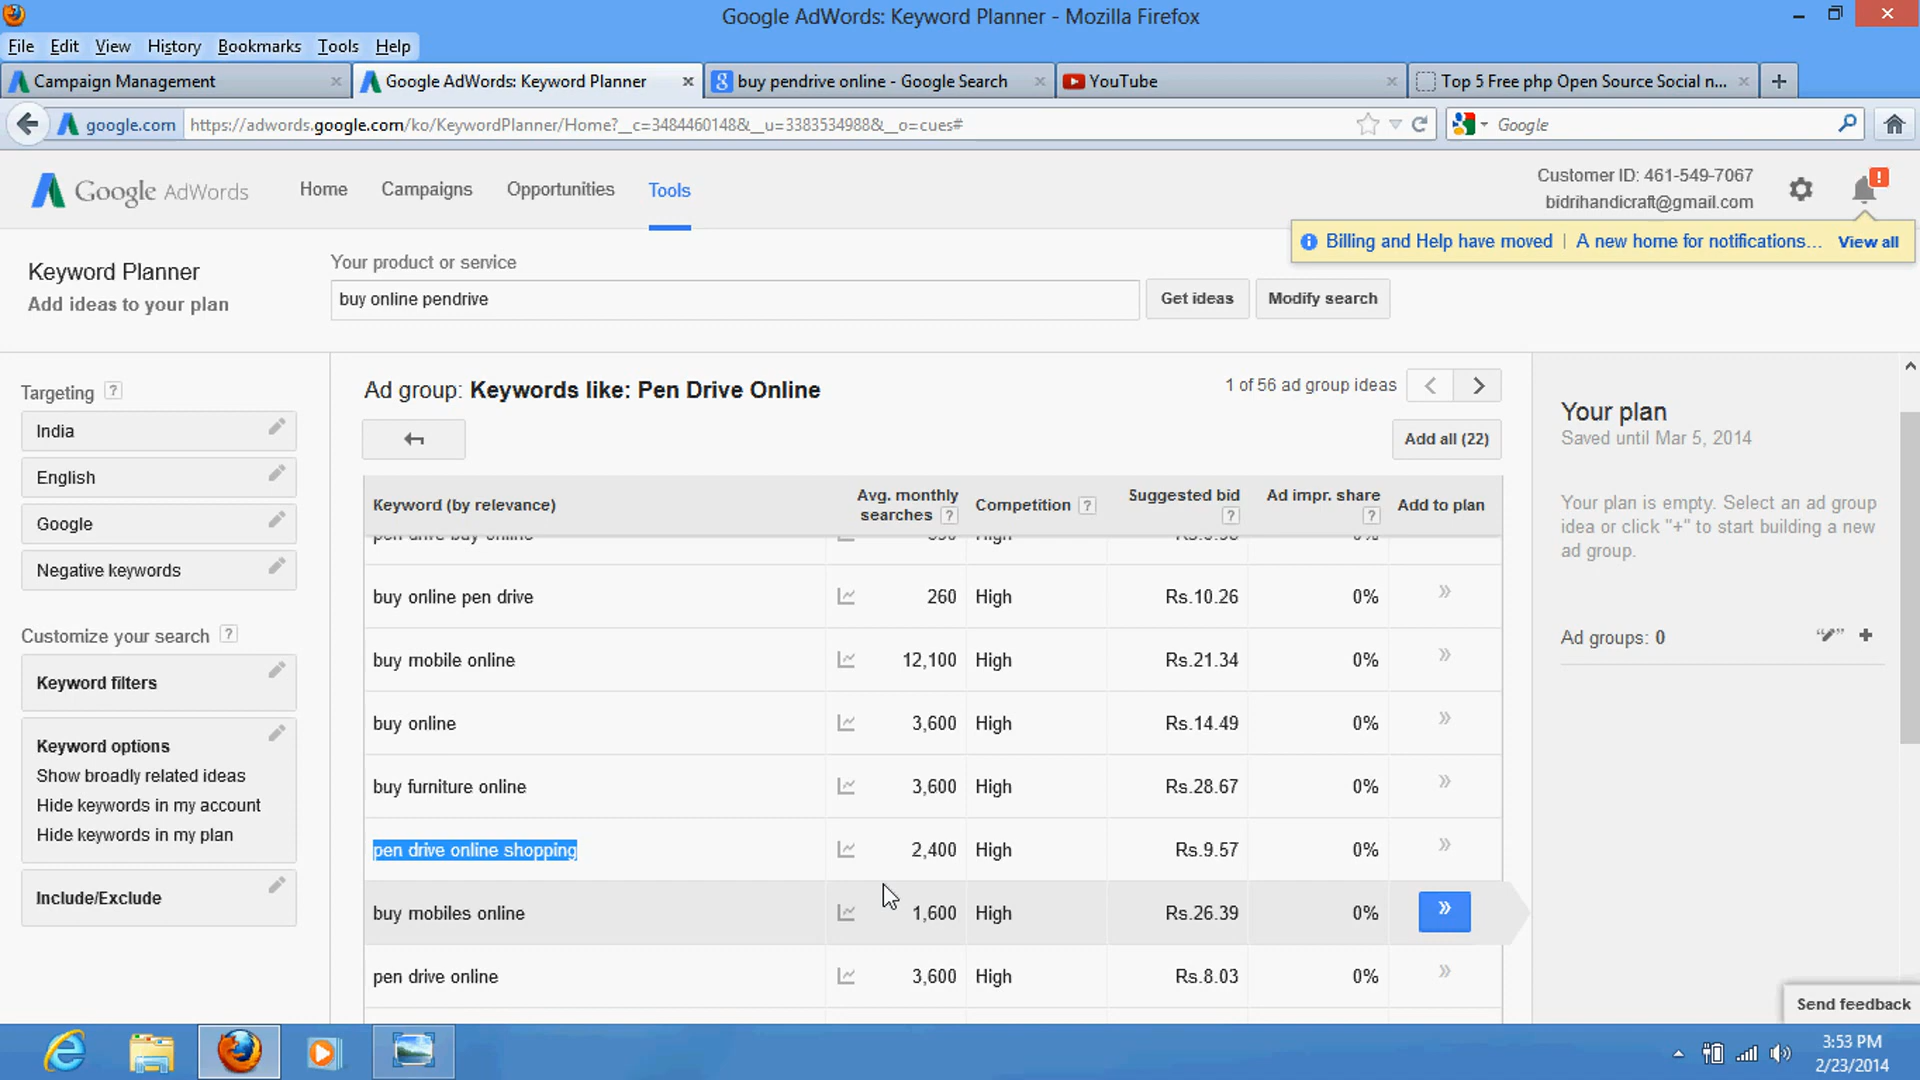 Google AdWords: Keyword Planner - Mozilla Firefox
File Edit View History Bookmarks Tools Help
Campaign Management
Google AdWords: Keyword Planner
buy pendrive online - Google Search
YouTube
Top 5 Free php Open Source Social n...
google.com
https://adwords.google.com/ko/KeywordPlanner/Home?__c=3484460148&__u=3383534988&__o=cues#
Google
Google AdWords
Home Campaigns Opportunities Tools
Customer ID: 461-549-7067
bidrihandicraft@gmail.com
Billing and Help have moved | A new home for notifications... View all
Keyword Planner
Add ideas to your plan
Your product or service
buy online pendrive
Get ideas
Modify search
Targeting ?
India
English
Google
Negative keywords
Customize your search ?
Keyword filters
Keyword options
Show broadly related ideas
Hide keywords in my account
Hide keywords in my plan
Include/Exclude
Ad group: Keywords like: Pen Drive Online
1 of 56 ad group ideas
Add all (22)
Keyword (by relevance) Avg. monthly searches ? Competition ? Suggested bid ? Ad impr. share ? Add to plan
pen drive buy online High
buy online pen drive 260 High Rs.10.26 0% »
buy mobile online 12,100 High Rs.21.34 0% »
buy online 3,600 High Rs.14.49 0% »
buy furniture online 3,600 High Rs.28.67 0% »
pen drive online shopping 2,400 High Rs.9.57 0% »
buy mobiles online 1,600 High Rs.26.39 0% »
pen drive online 3,600 High Rs.8.03 0% »
Your plan
Saved until Mar 5, 2014
Your plan is empty. Select an ad group
idea or click "+" to start building a new
ad group.
Ad groups: 0
Send feedback
3:53 PM
2/23/2014